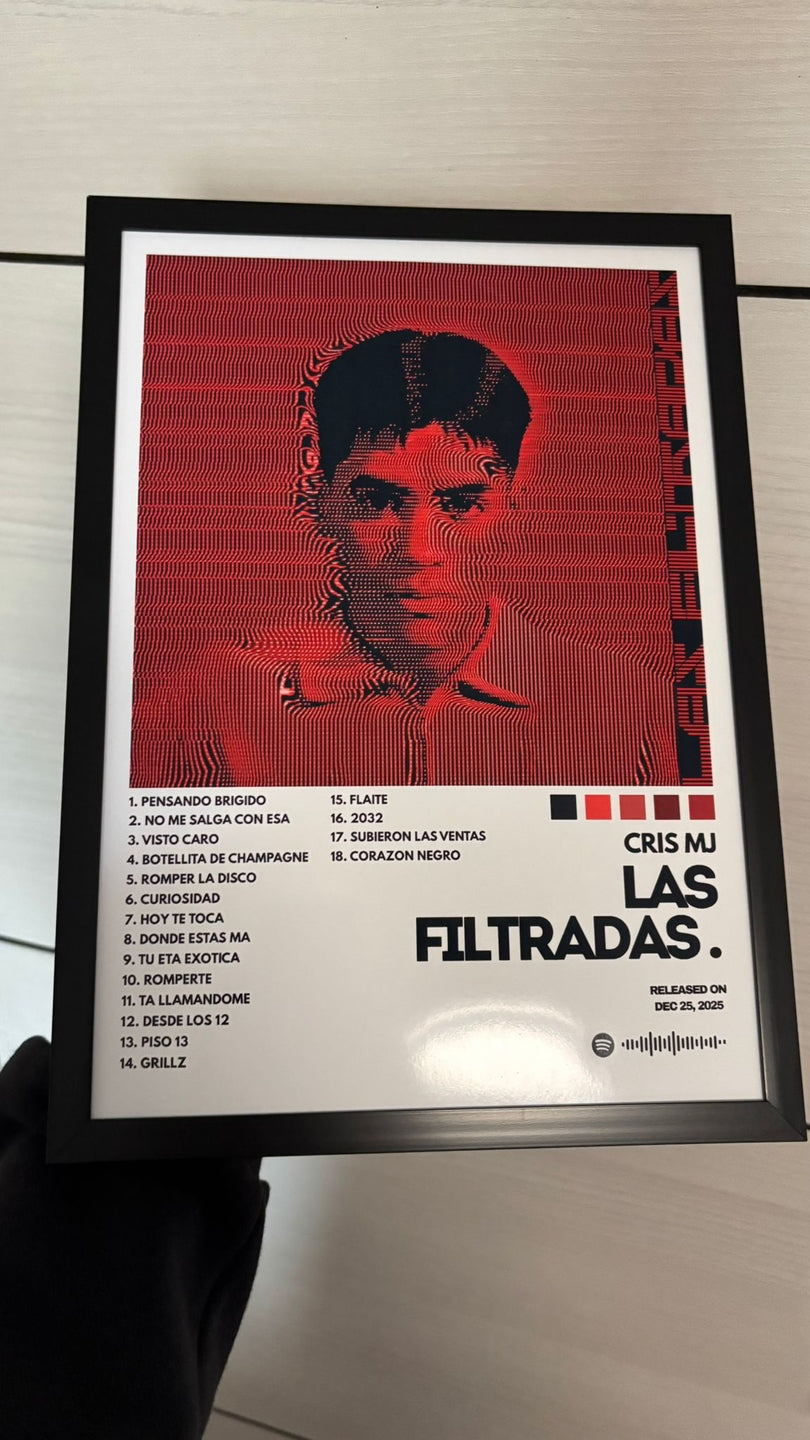 1. PENSANDO BRIGIDO
2. NO ME SALGA CON ESA
3. VISTO CARO
4. BOTELLITA DE CHAMPAGNE
5. ROMPER LA DISCO
6. CURIOSIDAD
7. HOY TE TOCA
8. DONDE ESTAS MA
9. TU ETA EXOTICA
10. ROMPERTE
11. TA LLAMANDOME
12. DESDE LOS 12
13. PISO 13
14. GRILLZ
15. FLAITE
16. 2032
17. SUBIERON LAS VENTAS
18. CORAZON NEGRO
CRIS MJ
LAS
FILTRADAS.
RELEASED ON
DEC 25, 2025